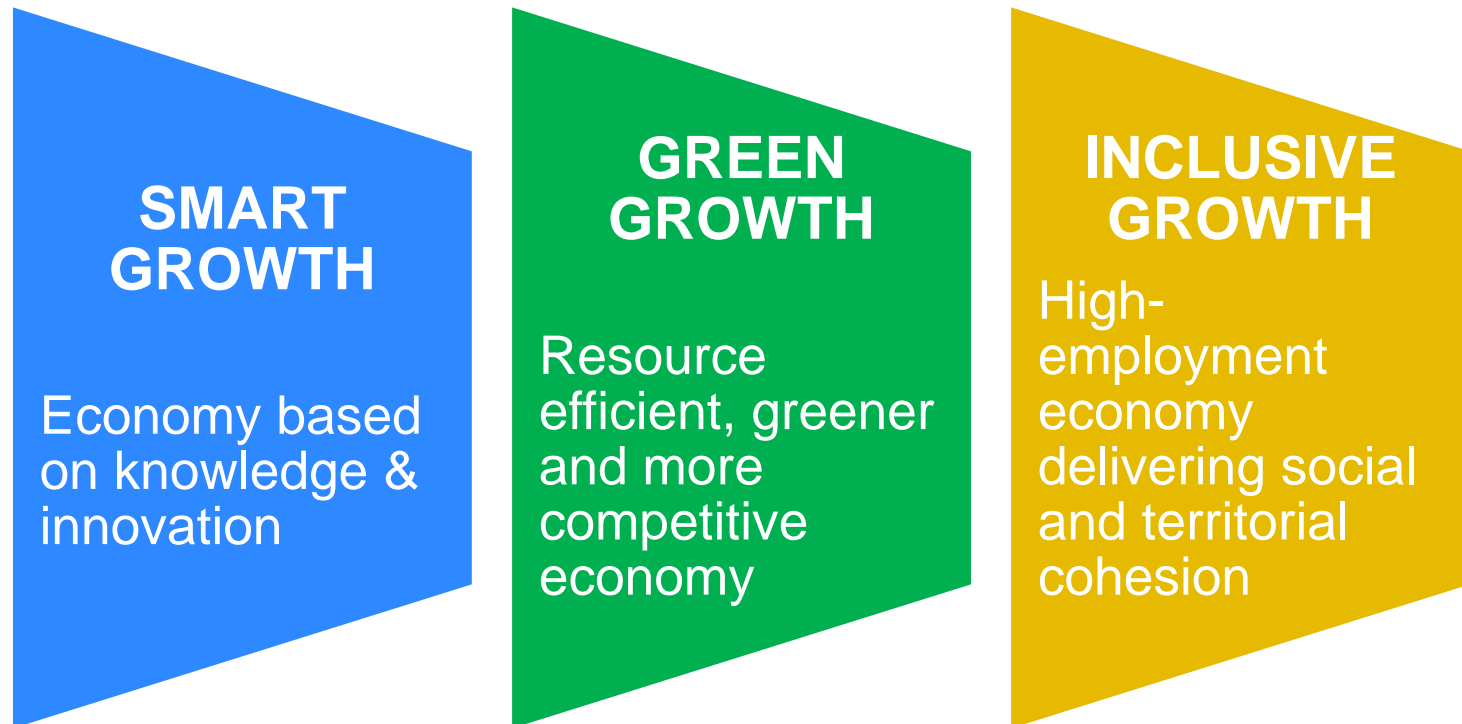 SMART
GROWTH
Economy based
on knowledge &
innovation
GREEN
GROWTH
Resource
efficient, greener
and more
competitive
economy
INCLUSIVE
GROWTH
High-
employment
economy
delivering social
and territorial
cohesion